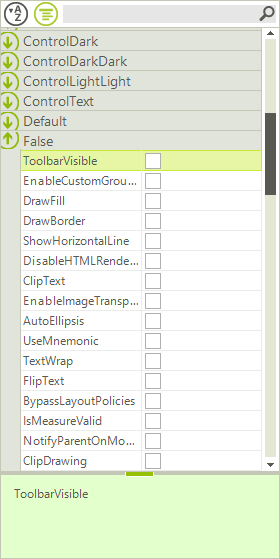 A
Z
ControlDark
ControlDarkDark
ControlLightLight
ControlText
Default
False
ToolbarVisible
EnableCustomGrou...
DrawFill
DrawBorder
ShowHorizontalLine
DisableHTMLRende...
ClipText
EnableImageTransp...
AutoEllipsis
UseMnemonic
TextWrap
FlipText
BypassLayoutPolicies
IsMeasureValid
NotifyParentOnMo...
ClipDrawing
ToolbarVisible